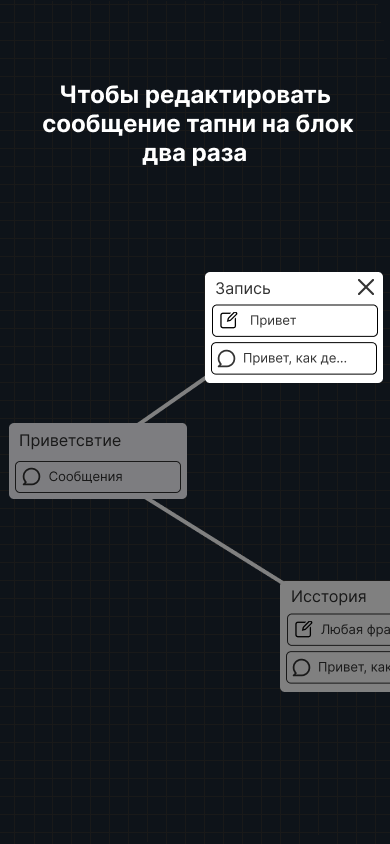 Чтобы редактировать
сообщение тапни на блок
два раза
Запись
Привет
Привет, как де...
Приветсвтие
Сообщения
Исстория
Любая фра
Привет, как